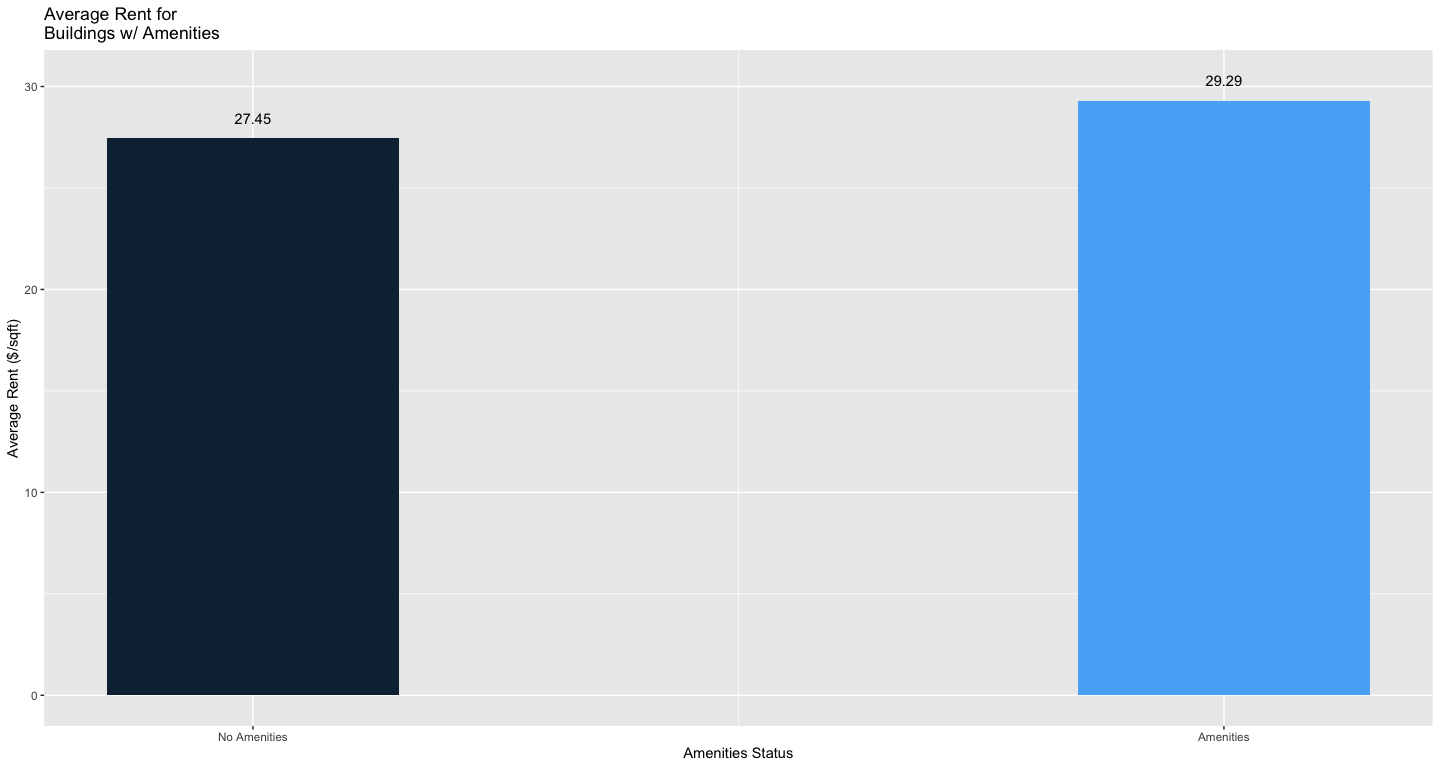 Average Rent for
Buildings w/ Amenities
30
20
10
0
Average Rent ($/sqft)
27.45
29.29
No Amenities
Amenities
Amenities Status